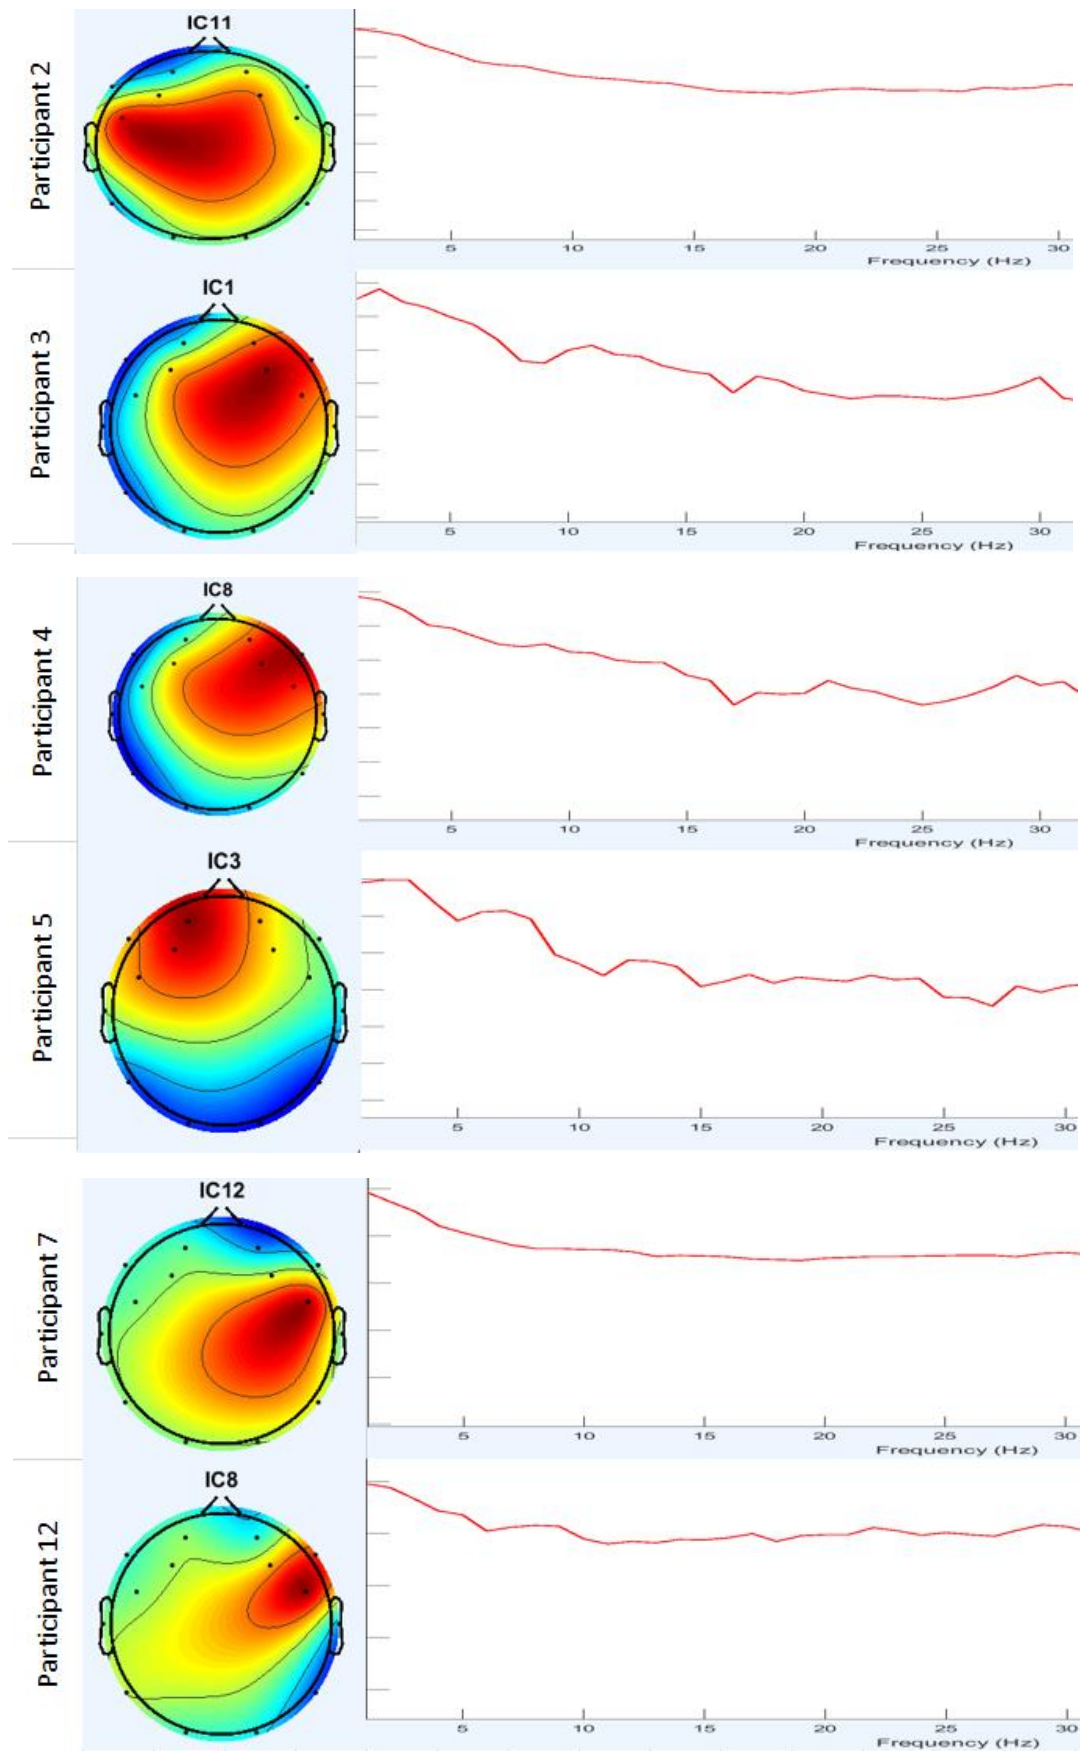 Participant 2
IC11
5 10 15 20 25 30
Frequency (Hz)
Participant 3
IC1
5 10 15 20 25 30
Frequency (Hz)
Participant 4
IC8
5 10 15 20 25 30
Frequency (Hz)
Participant 5
IC3
5 10 15 20 25 30
Frequency (Hz)
Participant 7
IC12
5 10 15 20 25 30
Frequency (Hz)
Participant 12
IC8
5 10 15 20 25 30
Frequency (Hz)